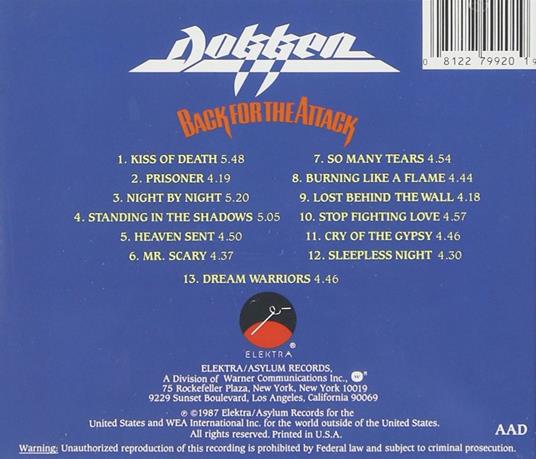 DOKKEN
0 81227 99201 9
BACK FOR THE ATTACK
1. KISS OF DEATH 5.48
2. PRISONER 4.19
3. NIGHT BY NIGHT 5.20
4. STANDING IN THE SHADOWS 5.05
5. HEAVEN SENT 4.50
6. MR. SCARY 4.37
7. SO MANY TEARS 4.54
8. BURNING LIKE A FLAME 4.44
9. LOST BEHIND THE WALL 4.18
10. STOP FIGHTING LOVE 4.57
11. CRY OF THE GYPSY 4.46
12. SLEEPLESS NIGHT 4.30
13. DREAM WARRIORS 4.46
ELEKTRA ®
ELEKTRA/ASYLUM RECORDS,
A Division of Warner Communications Inc.,
75 Rockefeller Plaza, New York, New York 10019
9229 Sunset Boulevard, Los Angeles, California 90069
℗ ©1987 Elektra/Asylum Records for the
United States and WEA International Inc. for the world outside of the United States.
All rights reserved. Printed in U.S.A.
AAD
Warning: Unauthorized reproduction of this recording is prohibited by Federal law and subject to criminal prosecution.